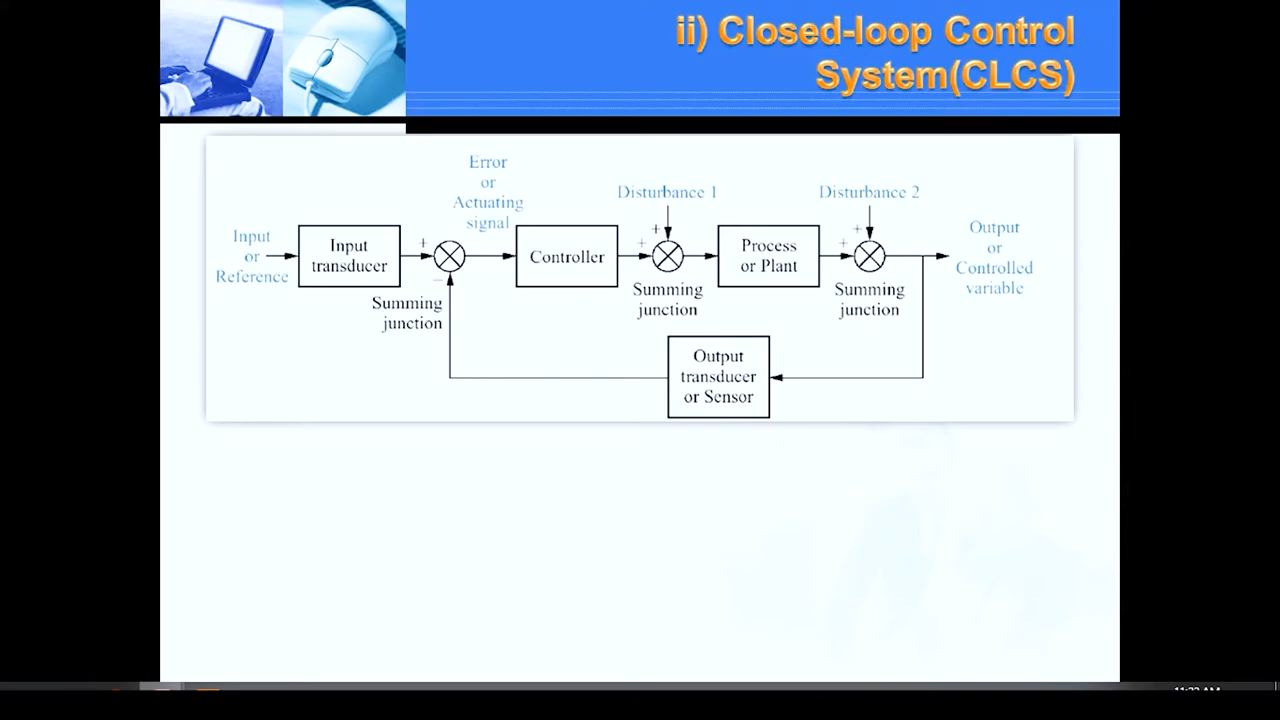 ii) Closed-loop Control
System(CLCS)
Error
or
Actuating
signal
Disturbance 1
Disturbance 2
Input
or
Reference
Input
transducer
+
−
Summing
junction
Controller
+
+
Summing
junction
Process
or Plant
+
+
Summing
junction
Output
or
Controlled
variable
Output
transducer
or Sensor